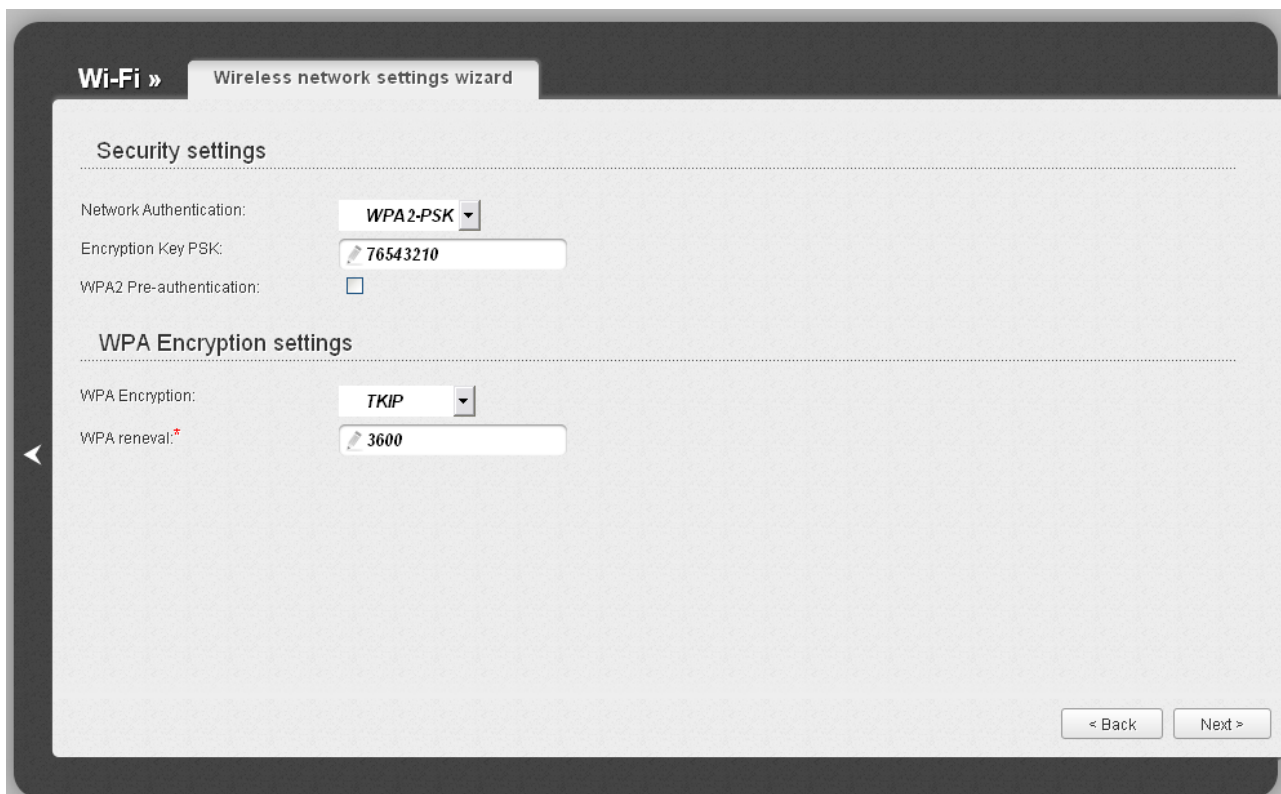 Wi-Fi » Wireless network settings wizard
Security settings
Network Authentication: WPA2-PSK
Encryption Key PSK: 76543210
WPA2 Pre-authentication:
WPA Encryption settings
WPA Encryption: TKIP
WPA reneval:* 3600
< Back Next >